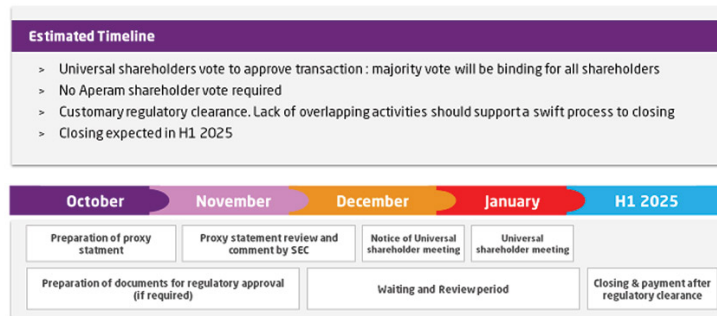 Estimated Timeline
> Universal shareholders vote to approve transaction : majority vote will be binding for all shareholders
> No Aperam shareholder vote required
> Customary regulatory clearance. Lack of overlapping activities should support a swift process to closing
> Closing expected in H1 2025
October November December January H1 2025
Preparation of proxy
statment
Proxy statement review and
comment by SEC
Notice of Universal
shareholder meeting
Universal
shareholder meeting
Preparation of documents for regulatory approval
(if required)
Waiting and Review period
Closing & payment after
regulatory clearance